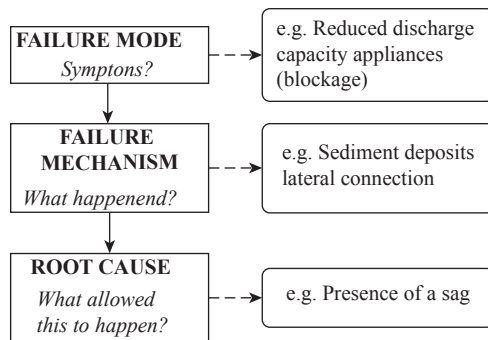 FAILURE MODE
Symptons?
e.g. Reduced discharge
capacity appliances
(blockage)
FAILURE
MECHANISM
What happenend?
e.g. Sediment deposits
lateral connection
ROOT CAUSE
What allowed
this to happen?
e.g. Presence of a sag